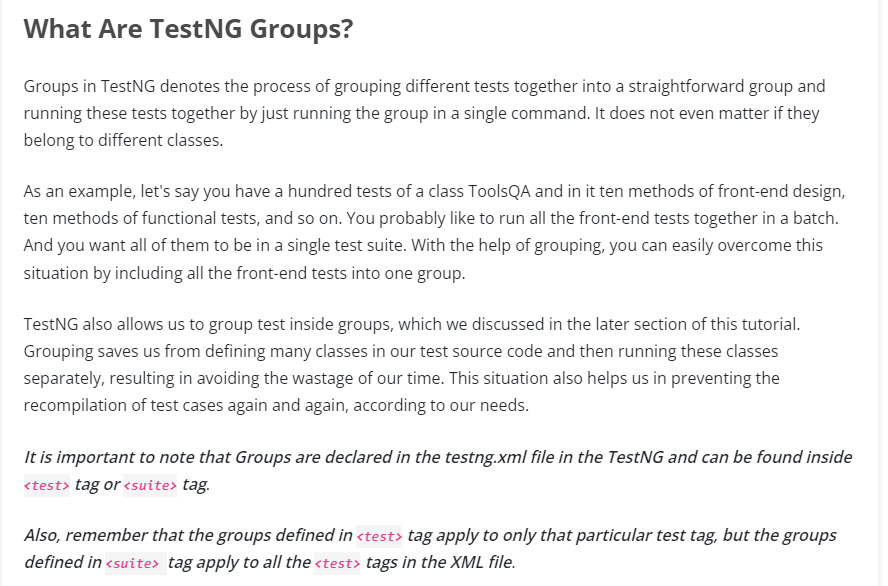 What Are TestNG Groups?
Groups in TestNG denotes the process of grouping different tests together into a straightforward group and
running these tests together by just running the group in a single command. It does not even matter if they
belong to different classes.
As an example, let's say you have a hundred tests of a class ToolsQA and in it ten methods of front-end design,
ten methods of functional tests, and so on. You probably like to run all the front-end tests together in a batch.
And you want all of them to be in a single test suite. With the help of grouping, you can easily overcome this
situation by including all the front-end tests into one group.
TestNG also allows us to group test inside groups, which we discussed in the later section of this tutorial.
Grouping saves us from defining many classes in our test source code and then running these classes
separately, resulting in avoiding the wastage of our time. This situation also helps us in preventing the
recompilation of test cases again and again, according to our needs.
It is important to note that Groups are declared in the testng.xml file in the TestNG and can be found inside
<test> tag or <suite> tag.
Also, remember that the groups defined in <test> tag apply to only that particular test tag, but the groups
defined in <suite> tag apply to all the <test> tags in the XML file.